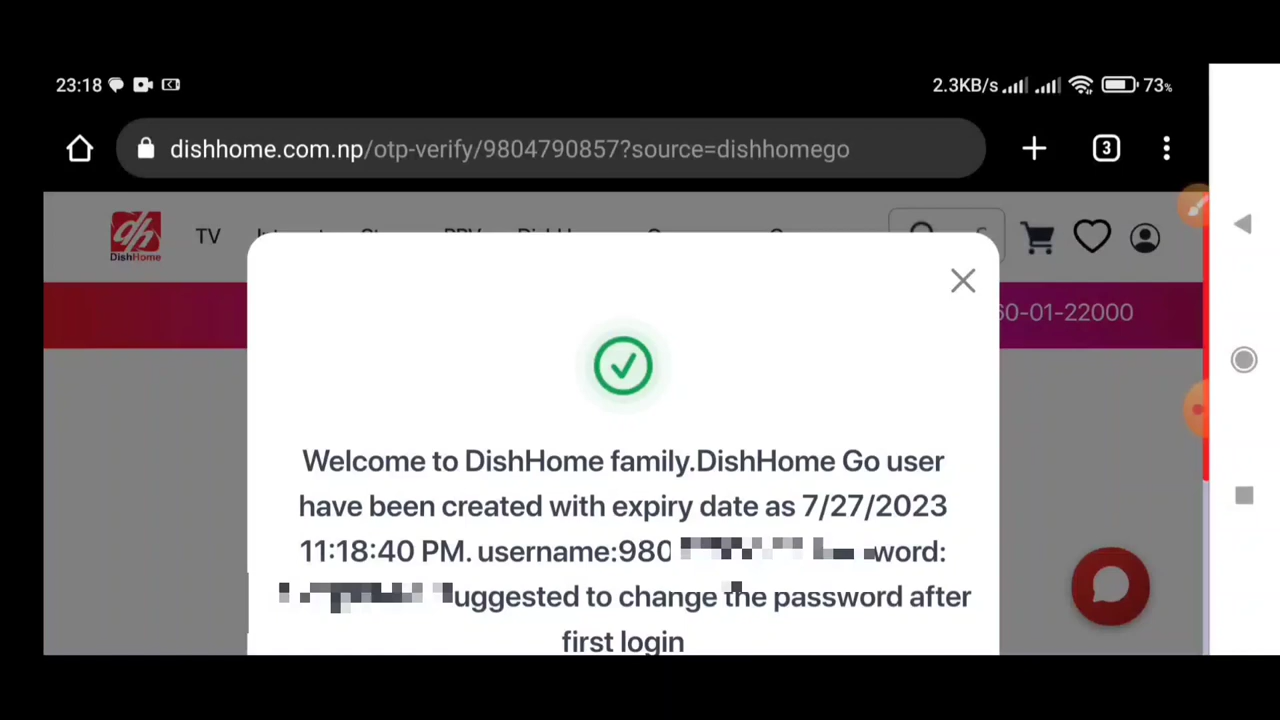 23:18
2.3KB/s 73%
dishhome.com.np/otp-verify/9804790857?source=dishhomego
3
dh
DishHome
TV
60-01-22000
Welcome to DishHome family.DishHome Go user
have been created with expiry date as 7/27/2023
11:18:40 PM. username:980 word:
uggested to change the password after
first login